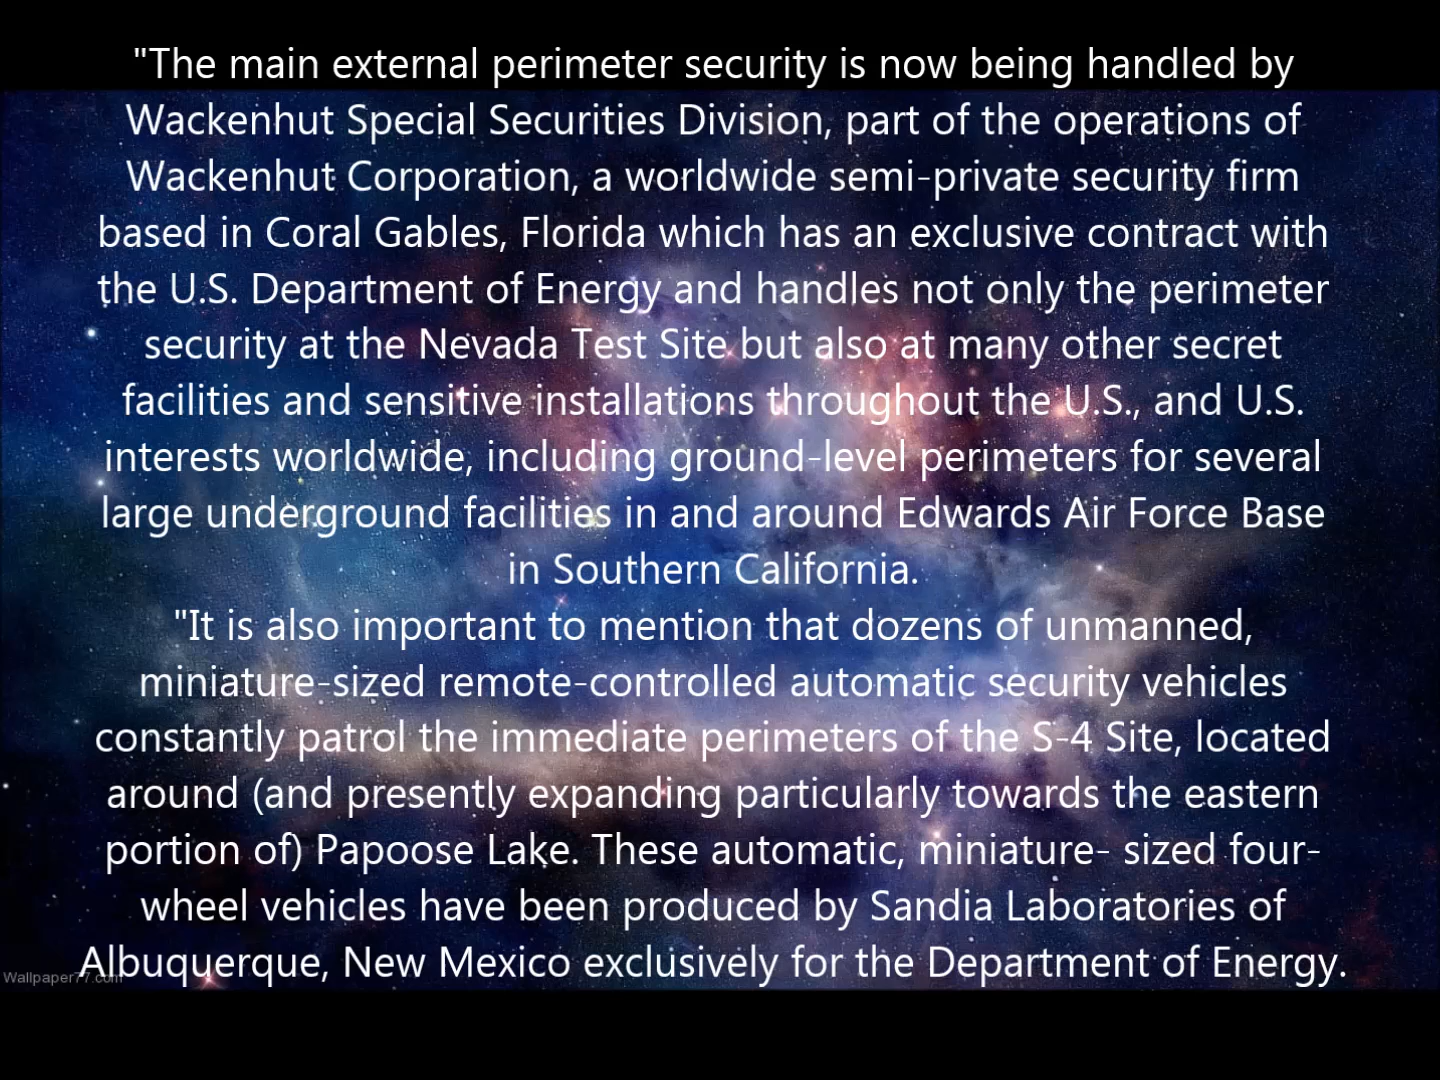 "The main external perimeter security is now being handled by
Wackenhut Special Securities Division, part of the operations of
Wackenhut Corporation, a worldwide semi-private security firm
based in Coral Gables, Florida which has an exclusive contract with
the U.S. Department of Energy and handles not only the perimeter
security at the Nevada Test Site but also at many other secret
facilities and sensitive installations throughout the U.S., and U.S.
interests worldwide, including ground-level perimeters for several
large underground facilities in and around Edwards Air Force Base
in Southern California.
"It is also important to mention that dozens of unmanned,
miniature-sized remote-controlled automatic security vehicles
constantly patrol the immediate perimeters of the S-4 Site, located
around (and presently expanding particularly towards the eastern
portion of) Papoose Lake. These automatic, miniature- sized four-
wheel vehicles have been produced by Sandia Laboratories of
Albuquerque, New Mexico exclusively for the Department of Energy.
Wallpaper77.com